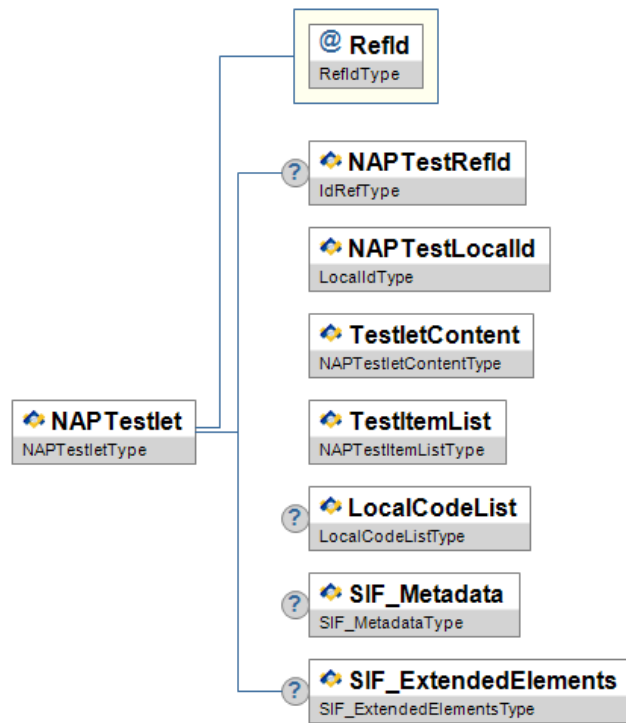 @ RefId
RefIdType
? NAPTestRefId
IdRefType
NAPTestLocalId
LocalIdType
TestletContent
NAPTestletContentType
NAPTestlet
NAPTestletType
TestItemList
NAPTestItemListType
? LocalCodeList
LocalCodeListType
? SIF_Metadata
SIF_MetadataType
? SIF_ExtendedElements
SIF_ExtendedElementsType